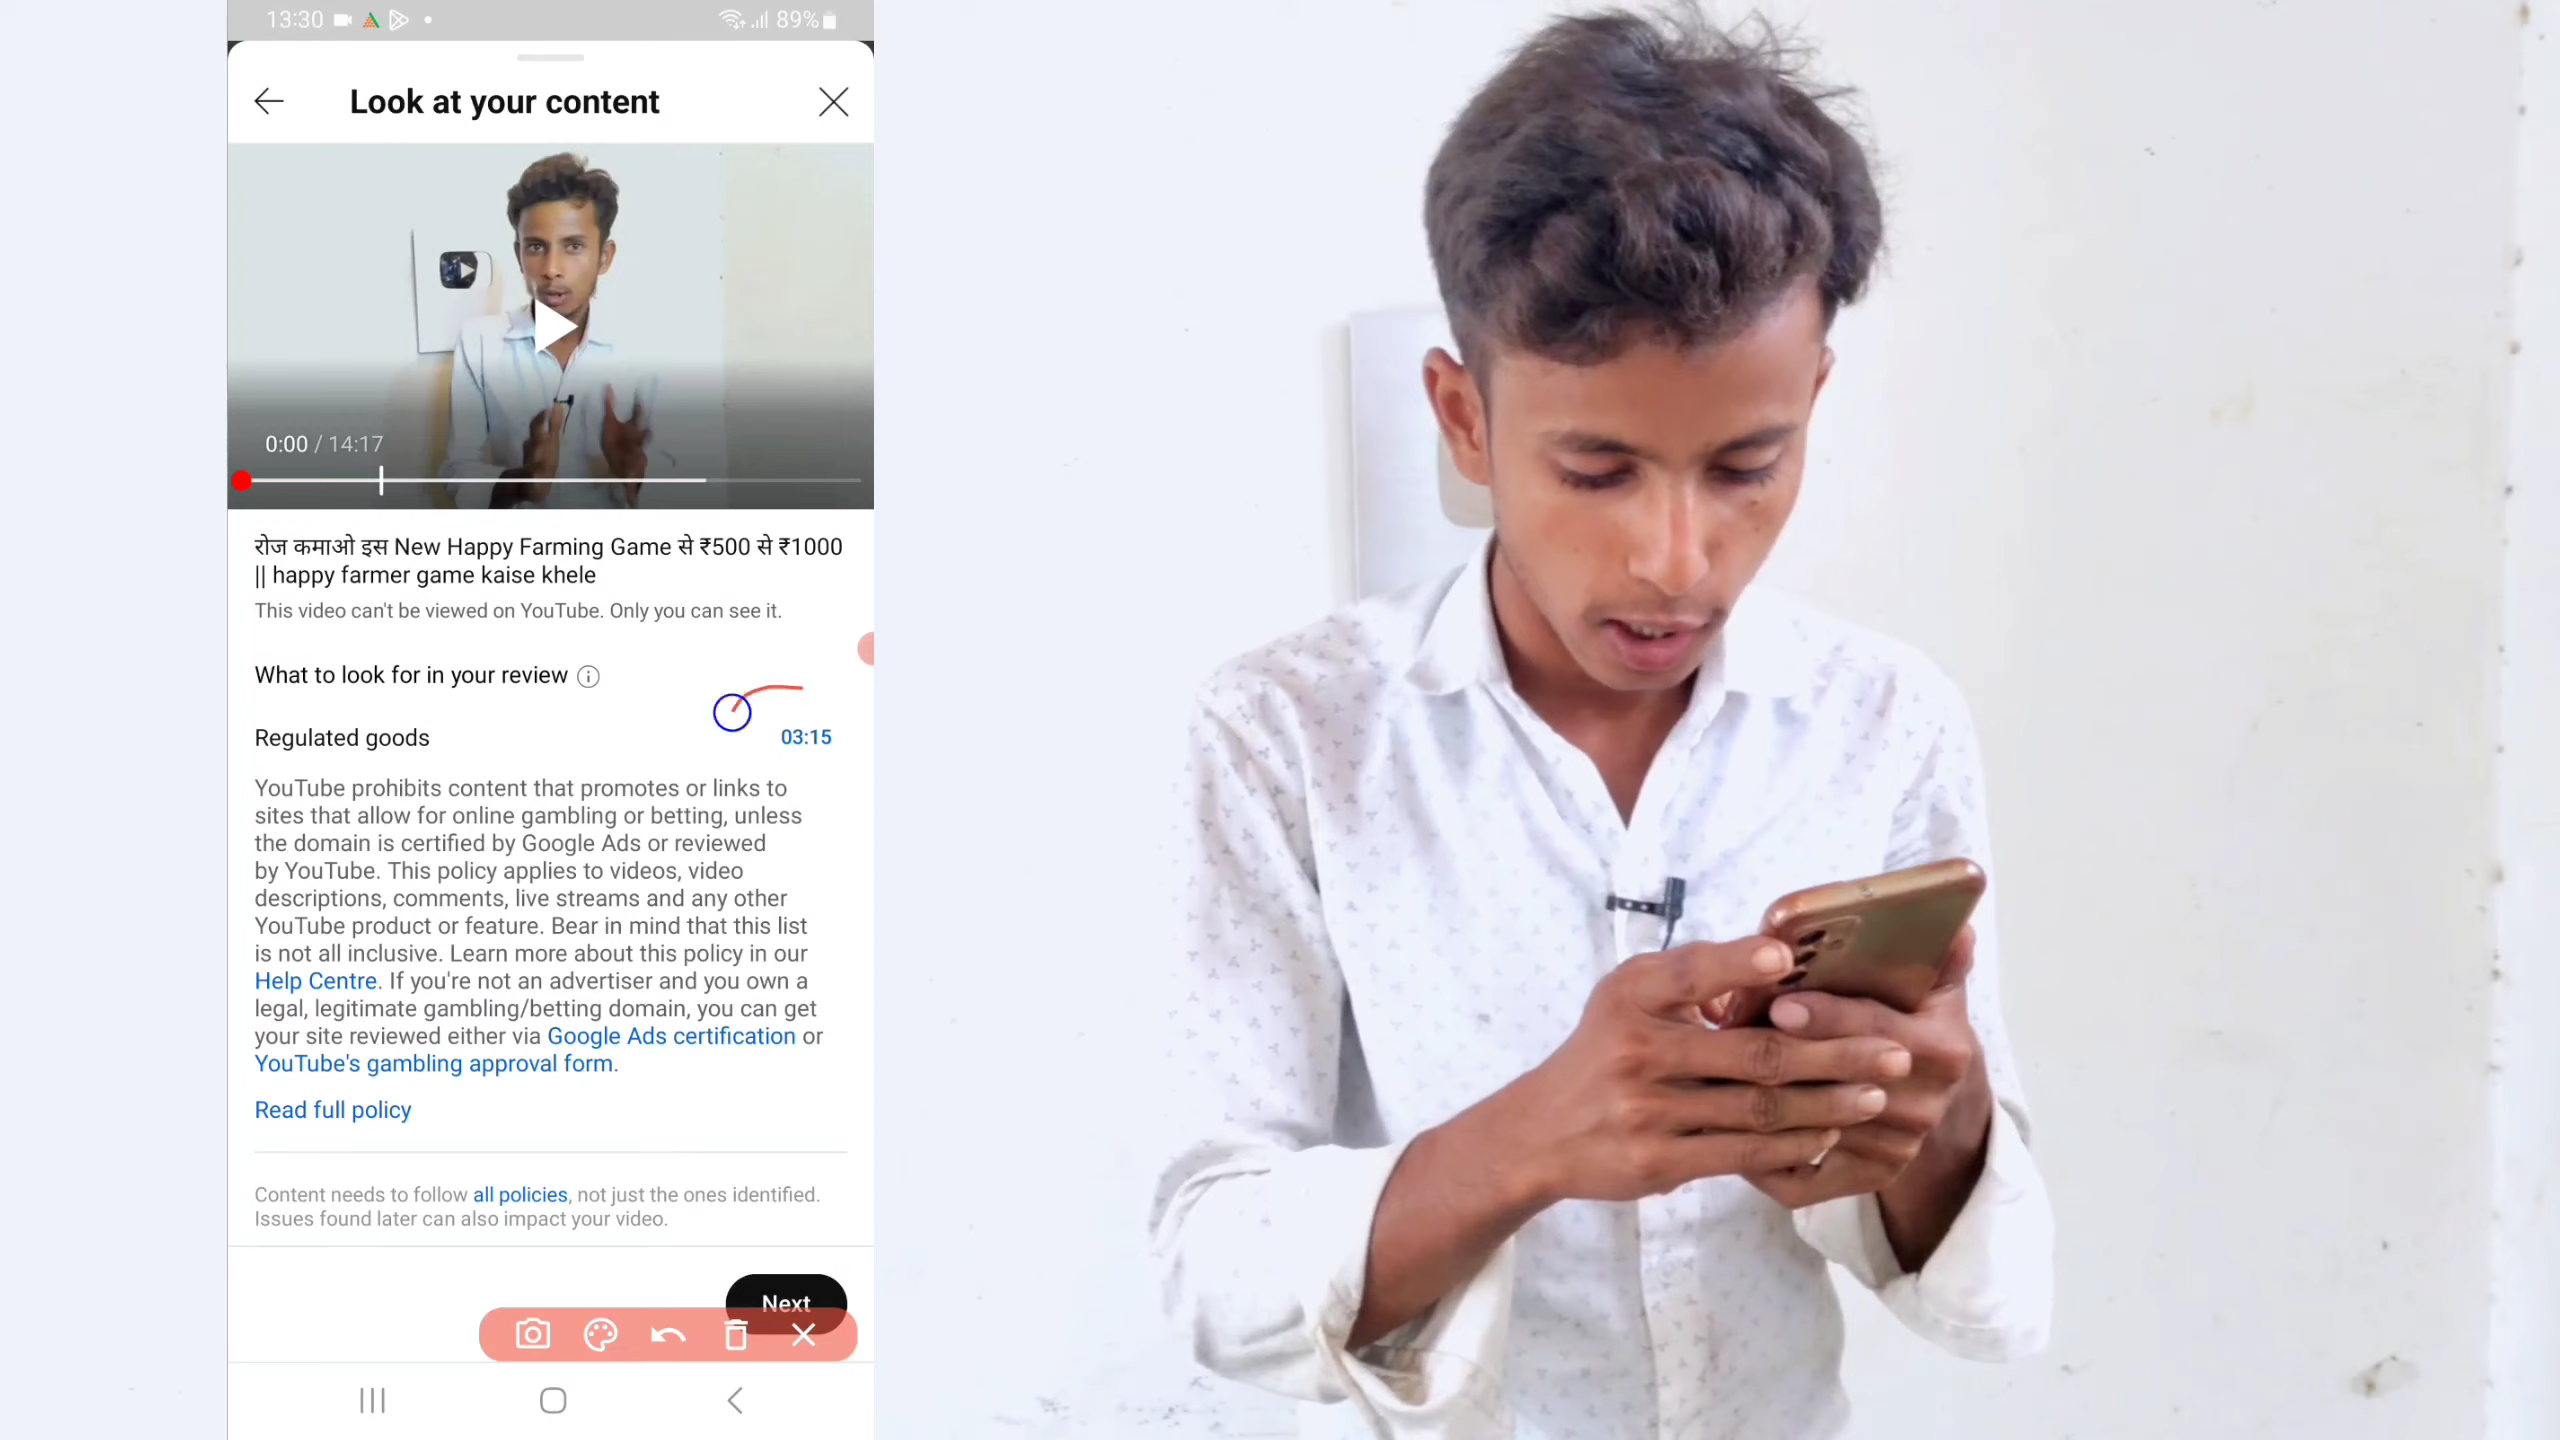 13:30
89%
Look at your content
0:00 / 14:17
रोज कमाओ इस New Happy Farming Game से ₹500 से ₹1000
|| happy farmer game kaise khele
This video can't be viewed on YouTube. Only you can see it.
What to look for in your review
Regulated goods
03:15
YouTube prohibits content that promotes or links to
sites that allow for online gambling or betting, unless
the domain is certified by Google Ads or reviewed
by YouTube. This policy applies to videos, video
descriptions, comments, live streams and any other
YouTube product or feature. Bear in mind that this list
is not all inclusive. Learn more about this policy in our
Help Centre. If you're not an advertiser and you own a
legal, legitimate gambling/betting domain, you can get
your site reviewed either via Google Ads certification or
YouTube's gambling approval form.
Read full policy
Content needs to follow all policies, not just the ones identified.
Issues found later can also impact your video.
Next